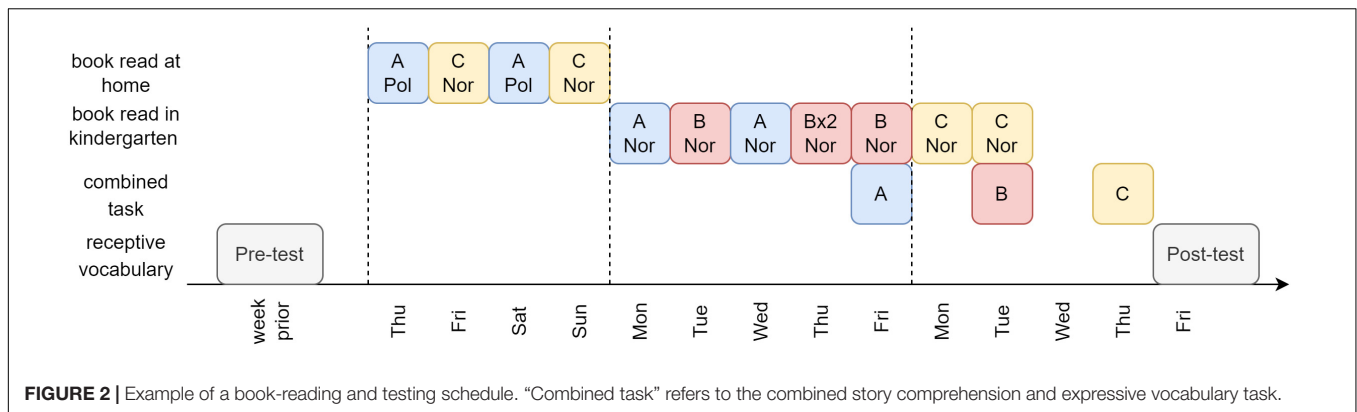 book read at
home
A
Pol
C
Nor
A
Pol
C
Nor
book read in
kindergarten
A
Nor
B
Nor
A
Nor
Bx2
Nor
B
Nor
C
Nor
C
Nor
combined
task
A
B
C
receptive
vocabulary
Pre-test
Post-test
week
prior
Thu
Fri
Sat
Sun
Mon
Tue
Wed
Thu
Fri
Mon
Tue
Wed
Thu
Fri
FIGURE 2 | Example of a book-reading and testing schedule. “Combined task” refers to the combined story comprehension and expressive vocabulary task.